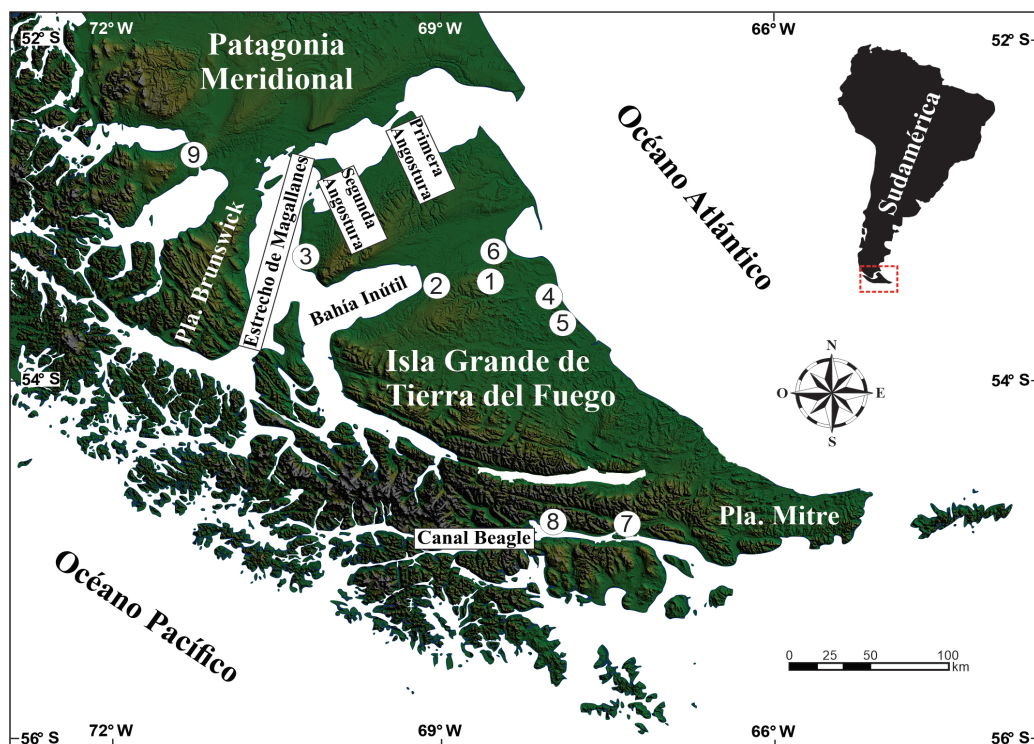 72° W
69° W
66° W
52° S
52° S
Patagonia
Meridional
Océano Atlántico
Sudamérica
Primera
Angostura
Segunda
Angostura
9
Estrecho de Magallanes
Pla. Brunswick
3
6
1
2
4
5
Bahía Inútil
Isla Grande de
Tierra del Fuego
54° S
54° S
N
O
E
S
Pla. Mitre
8
7
Canal Beagle
Océano Pacífico
0 25 50 100
km
56° S
72° W
69° W
66° W
56° S